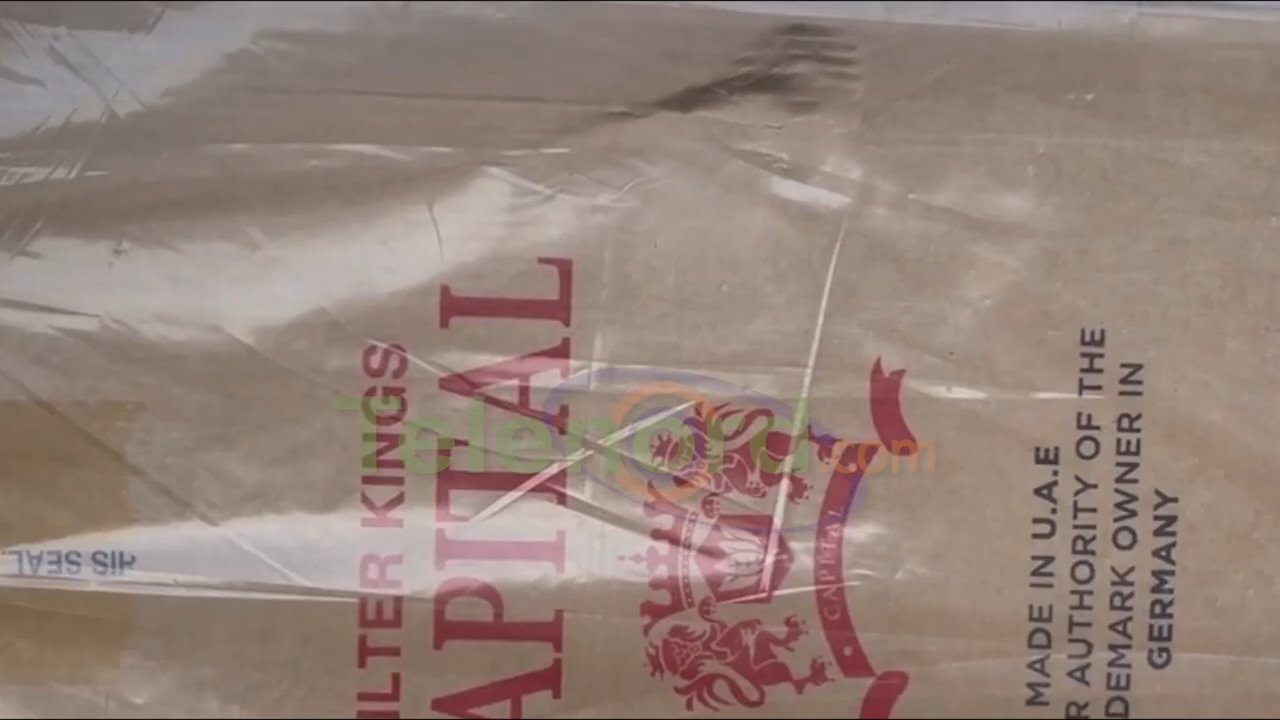 ILTER KINGS
APITAL
CAPITAL
MADE IN U.A.E
R AUTHORITY OF THE
DEMARK OWNER IN
GERMANY
HIS SEAL.
Telenord.com